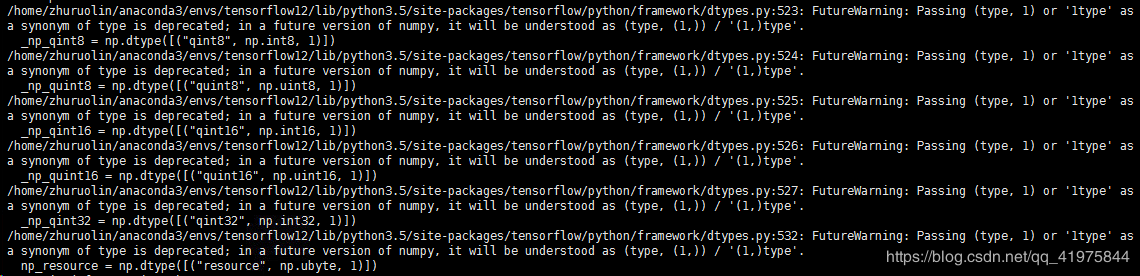 /home/zhuruolin/anaconda3/envs/tensorflow12/lib/python3.5/site-packages/tensorflow/python/framework/dtypes.py:523: FutureWarning: Passing (type, 1) or '1type' as
a synonym of type is deprecated; in a future version of numpy, it will be understood as (type, (1,)) / '(1,)type'.
  _np_qint8 = np.dtype([("qint8", np.int8, 1)])
/home/zhuruolin/anaconda3/envs/tensorflow12/lib/python3.5/site-packages/tensorflow/python/framework/dtypes.py:524: FutureWarning: Passing (type, 1) or '1type' as
a synonym of type is deprecated; in a future version of numpy, it will be understood as (type, (1,)) / '(1,)type'.
  _np_quint8 = np.dtype([("quint8", np.uint8, 1)])
/home/zhuruolin/anaconda3/envs/tensorflow12/lib/python3.5/site-packages/tensorflow/python/framework/dtypes.py:525: FutureWarning: Passing (type, 1) or '1type' as
a synonym of type is deprecated; in a future version of numpy, it will be understood as (type, (1,)) / '(1,)type'.
  _np_qint16 = np.dtype([("qint16", np.int16, 1)])
/home/zhuruolin/anaconda3/envs/tensorflow12/lib/python3.5/site-packages/tensorflow/python/framework/dtypes.py:526: FutureWarning: Passing (type, 1) or '1type' as
a synonym of type is deprecated; in a future version of numpy, it will be understood as (type, (1,)) / '(1,)type'.
  _np_quint16 = np.dtype([("quint16", np.uint16, 1)])
/home/zhuruolin/anaconda3/envs/tensorflow12/lib/python3.5/site-packages/tensorflow/python/framework/dtypes.py:527: FutureWarning: Passing (type, 1) or '1type' as
a synonym of type is deprecated; in a future version of numpy, it will be understood as (type, (1,)) / '(1,)type'.
  _np_qint32 = np.dtype([("qint32", np.int32, 1)])
/home/zhuruolin/anaconda3/envs/tensorflow12/lib/python3.5/site-packages/tensorflow/python/framework/dtypes.py:532: FutureWarning: Passing (type, 1) or '1type' as
a synonym of type is deprecated; in a future version of numpy, it will be understood as (type, (1,)) / '(1,)type'.
  np_resource = np.dtype([("resource", np.ubyte, 1)])
https://blog.csdn.net/qq_41975844